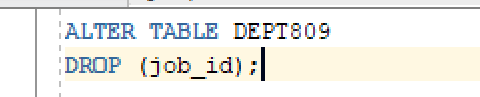 ALTER TABLE DEPT809
DROP (job_id);